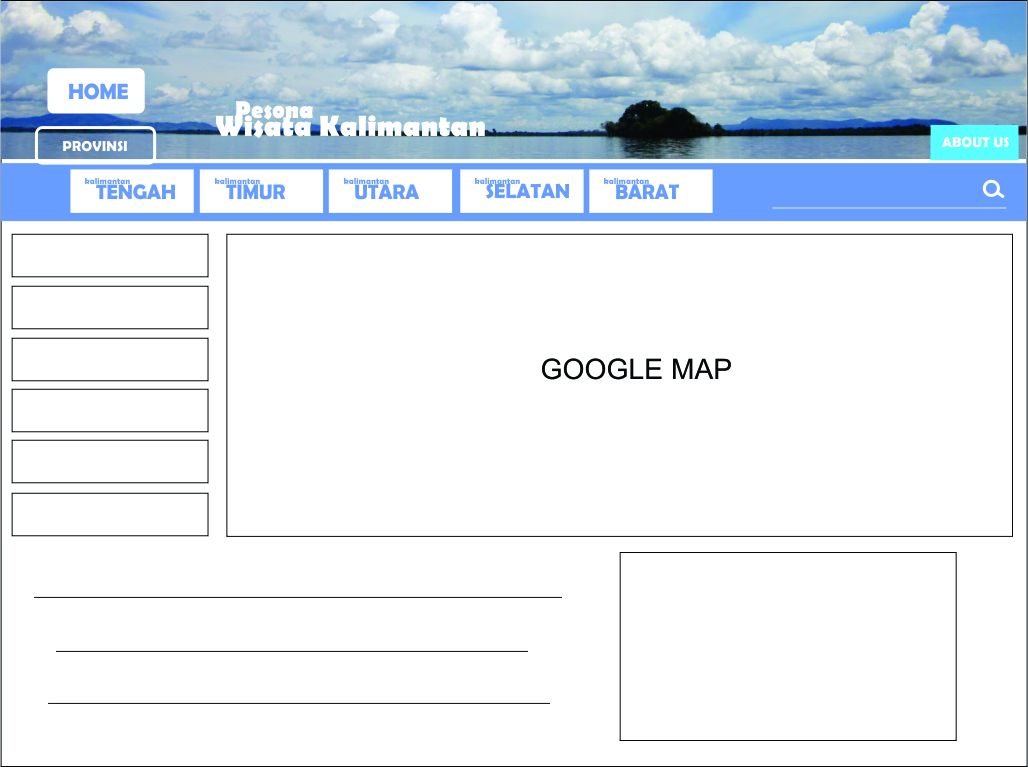 HOME
Pesona
Wisata Kalimantan
PROVINSI
ABOUT US
kalimantan
TENGAH
kalimantan
TIMUR
kalimantan
UTARA
kalimantan
SELATAN
kalimantan
BARAT
GOOGLE MAP